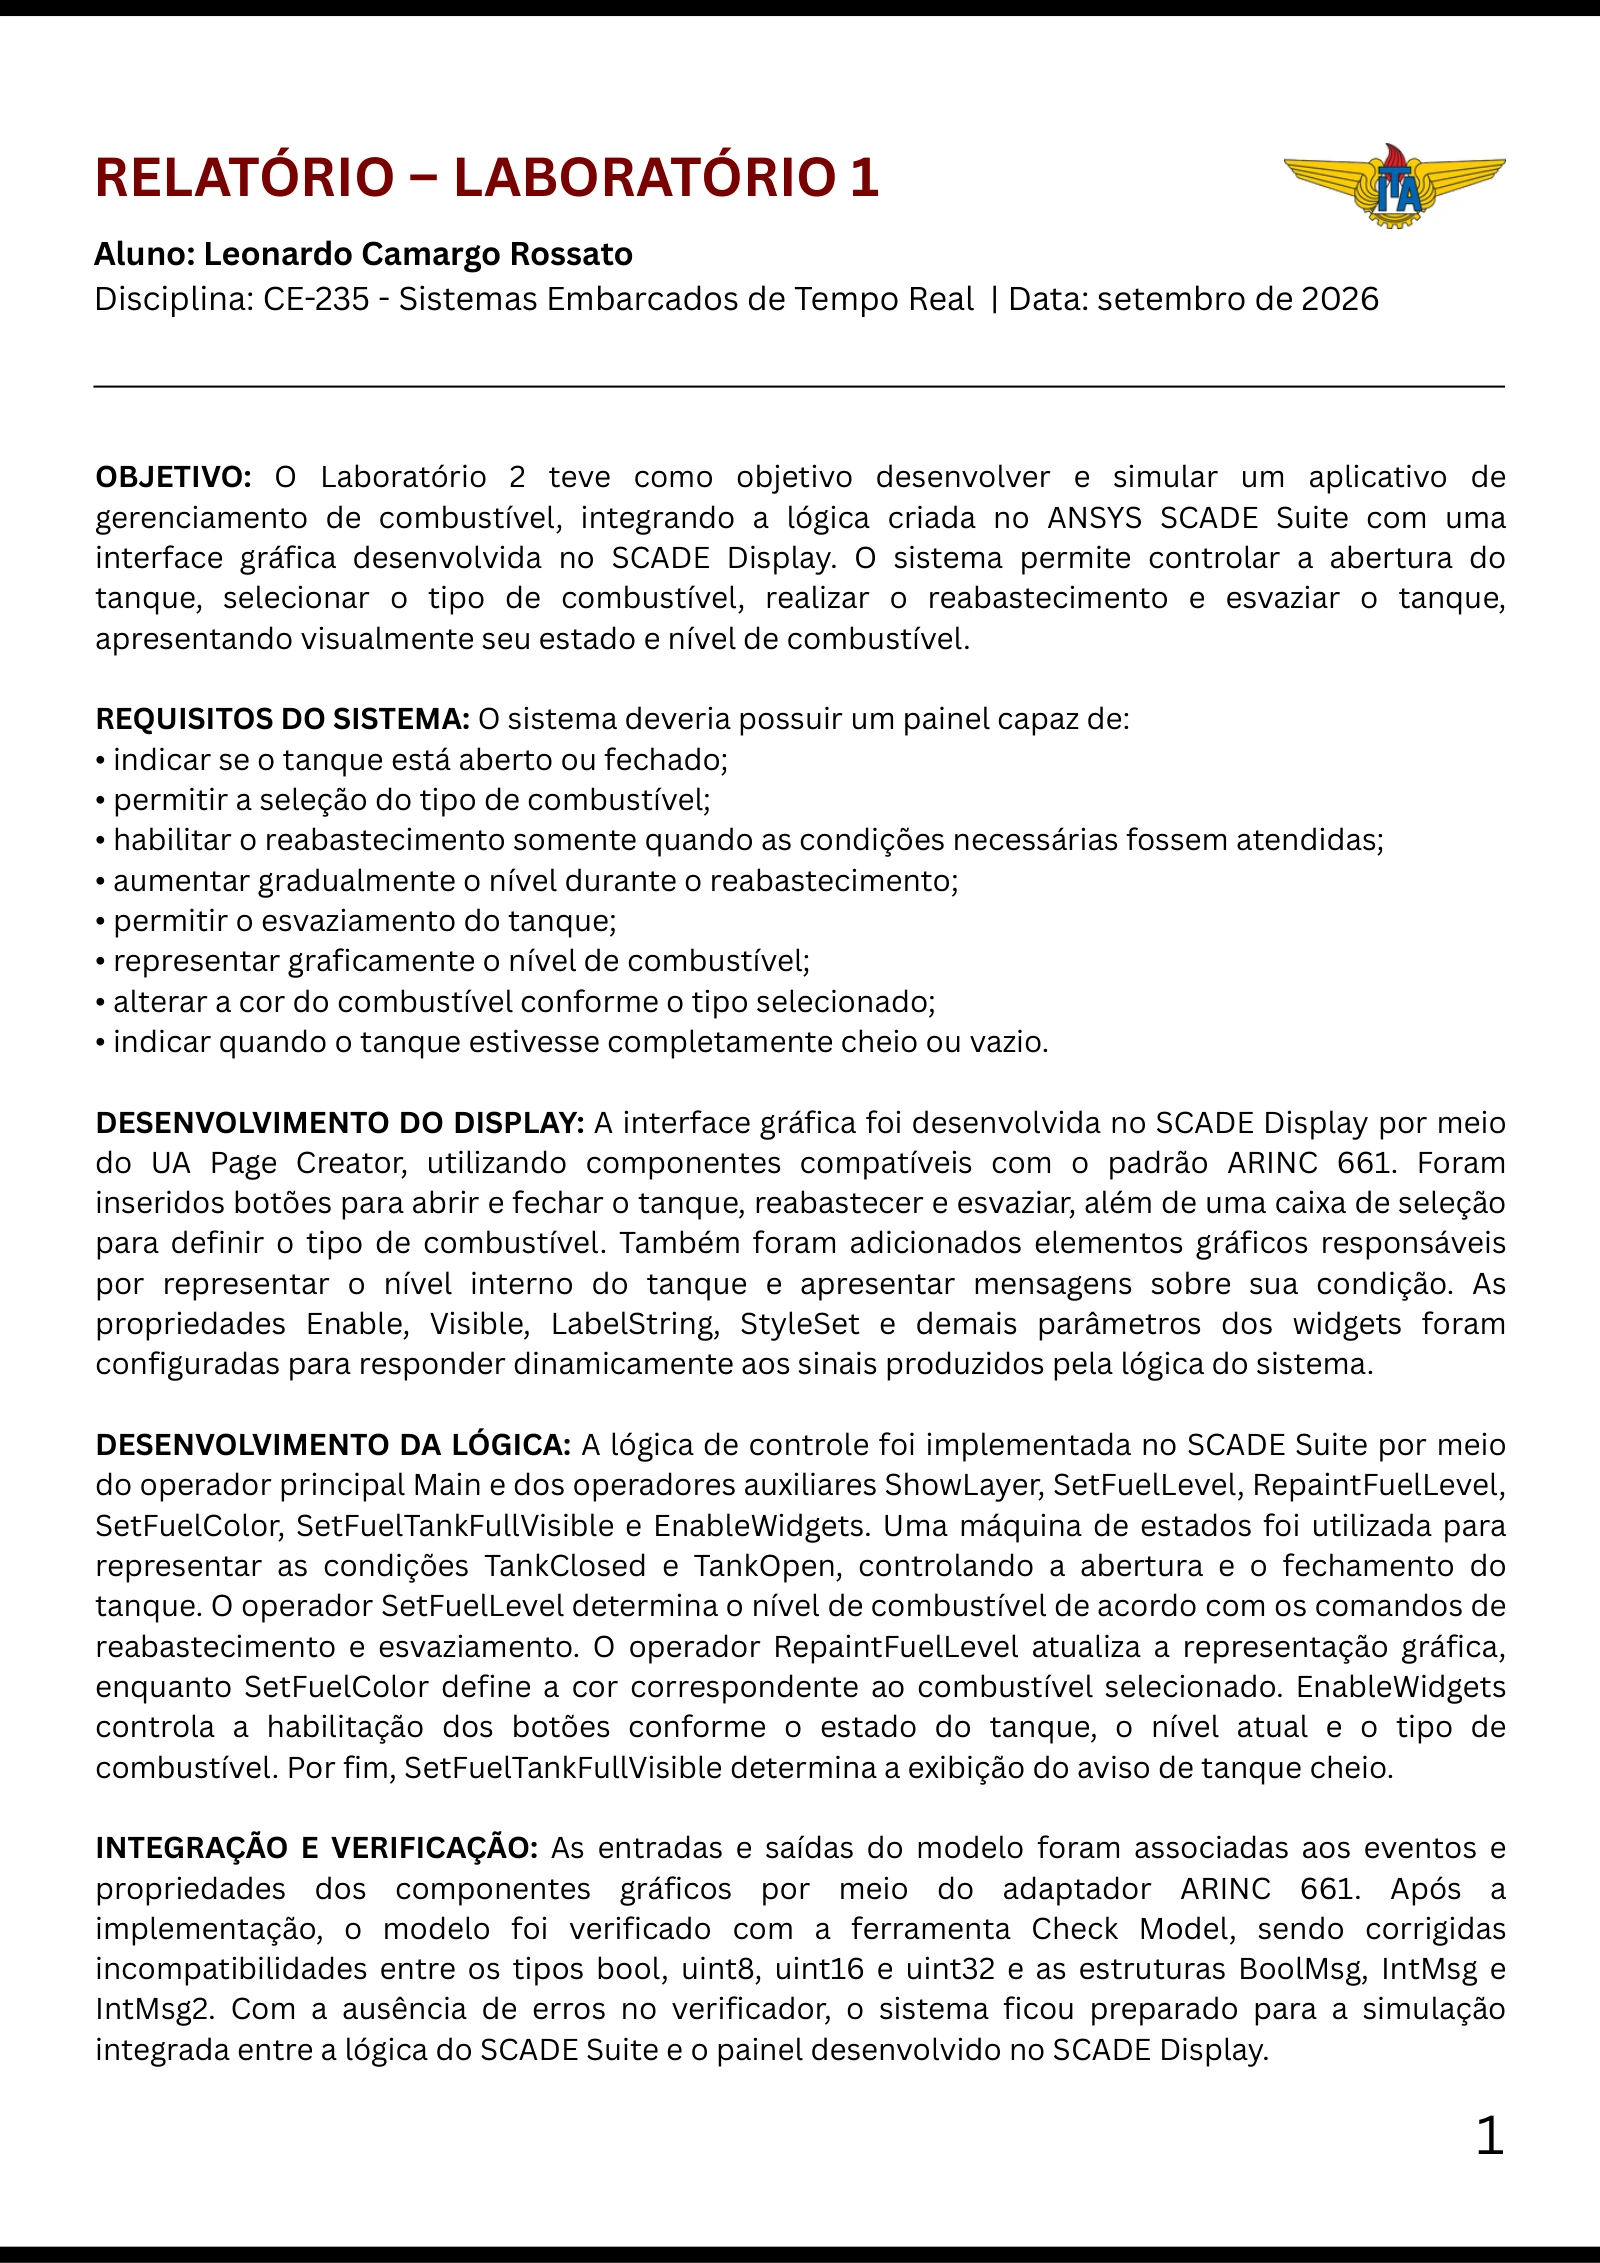 RELATÓRIO – LABORATÓRIO 1
ITA
Aluno: Leonardo Camargo Rossato
Disciplina: CE-235 - Sistemas Embarcados de Tempo Real | Data: setembro de 2026
OBJETIVO: O Laboratório 2 teve como objetivo desenvolver e simular um aplicativo de
gerenciamento de combustível, integrando a lógica criada no ANSYS SCADE Suite com uma
interface gráfica desenvolvida no SCADE Display. O sistema permite controlar a abertura do
tanque, selecionar o tipo de combustível, realizar o reabastecimento e esvaziar o tanque,
apresentando visualmente seu estado e nível de combustível.
REQUISITOS DO SISTEMA: O sistema deveria possuir um painel capaz de:
• indicar se o tanque está aberto ou fechado;
• permitir a seleção do tipo de combustível;
• habilitar o reabastecimento somente quando as condições necessárias fossem atendidas;
• aumentar gradualmente o nível durante o reabastecimento;
• permitir o esvaziamento do tanque;
• representar graficamente o nível de combustível;
• alterar a cor do combustível conforme o tipo selecionado;
• indicar quando o tanque estivesse completamente cheio ou vazio.
DESENVOLVIMENTO DO DISPLAY: A interface gráfica foi desenvolvida no SCADE Display por meio
do UA Page Creator, utilizando componentes compatíveis com o padrão ARINC 661. Foram
inseridos botões para abrir e fechar o tanque, reabastecer e esvaziar, além de uma caixa de seleção
para definir o tipo de combustível. Também foram adicionados elementos gráficos responsáveis
por representar o nível interno do tanque e apresentar mensagens sobre sua condição. As
propriedades Enable, Visible, LabelString, StyleSet e demais parâmetros dos widgets foram
configuradas para responder dinamicamente aos sinais produzidos pela lógica do sistema.
DESENVOLVIMENTO DA LÓGICA: A lógica de controle foi implementada no SCADE Suite por meio
do operador principal Main e dos operadores auxiliares ShowLayer, SetFuelLevel, RepaintFuelLevel,
SetFuelColor, SetFuelTankFullVisible e EnableWidgets. Uma máquina de estados foi utilizada para
representar as condições TankClosed e TankOpen, controlando a abertura e o fechamento do
tanque. O operador SetFuelLevel determina o nível de combustível de acordo com os comandos de
reabastecimento e esvaziamento. O operador RepaintFuelLevel atualiza a representação gráfica,
enquanto SetFuelColor define a cor correspondente ao combustível selecionado. EnableWidgets
controla a habilitação dos botões conforme o estado do tanque, o nível atual e o tipo de
combustível. Por fim, SetFuelTankFullVisible determina a exibição do aviso de tanque cheio.
INTEGRAÇÃO E VERIFICAÇÃO: As entradas e saídas do modelo foram associadas aos eventos e
propriedades dos componentes gráficos por meio do adaptador ARINC 661. Após a
implementação, o modelo foi verificado com a ferramenta Check Model, sendo corrigidas
incompatibilidades entre os tipos bool, uint8, uint16 e uint32 e as estruturas BoolMsg, IntMsg e
IntMsg2. Com a ausência de erros no verificador, o sistema ficou preparado para a simulação
integrada entre a lógica do SCADE Suite e o painel desenvolvido no SCADE Display.
1